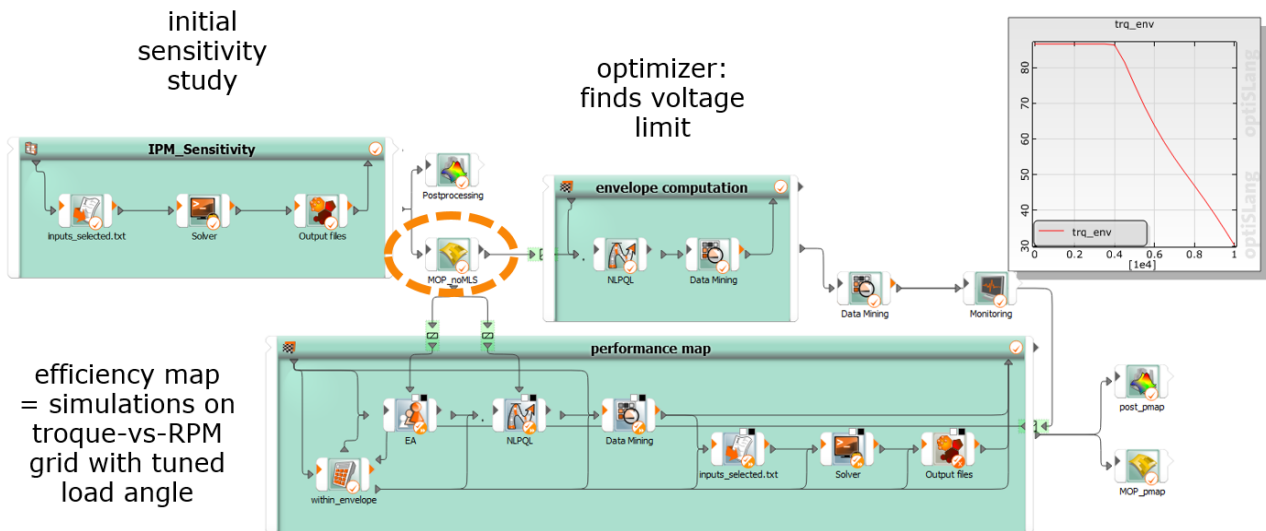 initial
sensitivity
study
optimizer:
finds voltage
limit
trq_env
80
70
60
50
40
30
0
0.2
0.4
0.6
0.8
1
[1e4]
trq_env
optiSLang
optiSLang
IPM_Sensitivity
inputs_selected.txt
Solver
Output files
Postprocessing
MOP_noMLS
envelope computation
NLPQL
Data Mining
Data Mining
Monitoring
efficiency map
= simulations on
troque-vs-RPM
grid with tuned
load angle
performance map
EA
NLPQL
Data Mining
within_envelope
inputs_selected.txt
Solver
Output files
post_pmap
MOP_pmap